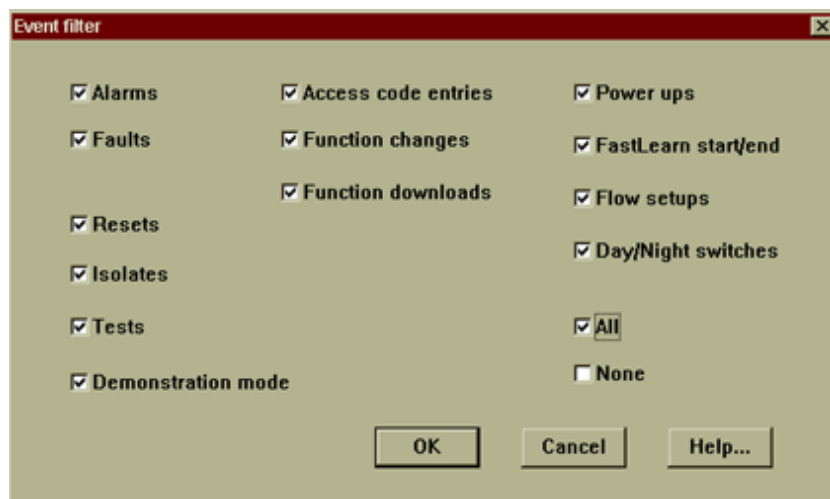 Event filter
Alarms
Faults
Resets
Isolates
Tests
Demonstration mode
Access code entries
Function changes
Function downloads
Power ups
FastLearn start/end
Flow setups
Day/Night switches
All
None
OK
Cancel
Help...